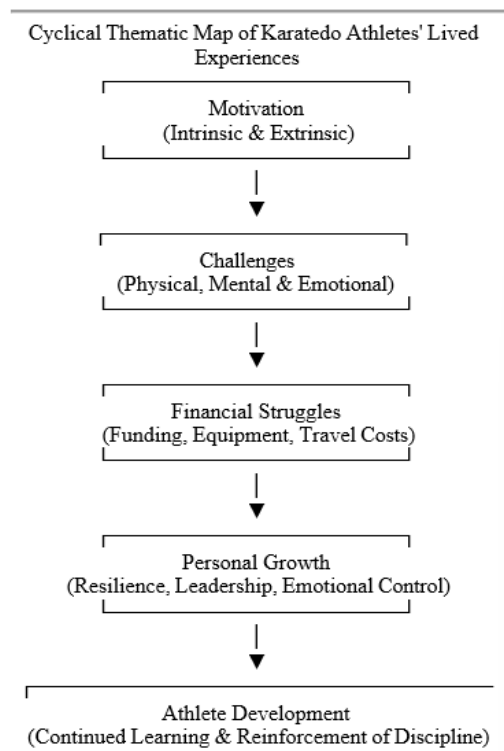 Cyclical Thematic Map of Karatedo Athletes' Lived
Experiences
Motivation
(Intrinsic & Extrinsic)
Challenges
(Physical, Mental & Emotional)
Financial Struggles
(Funding, Equipment, Travel Costs)
Personal Growth
(Resilience, Leadership, Emotional Control)
Athlete Development
(Continued Learning & Reinforcement of Discipline)